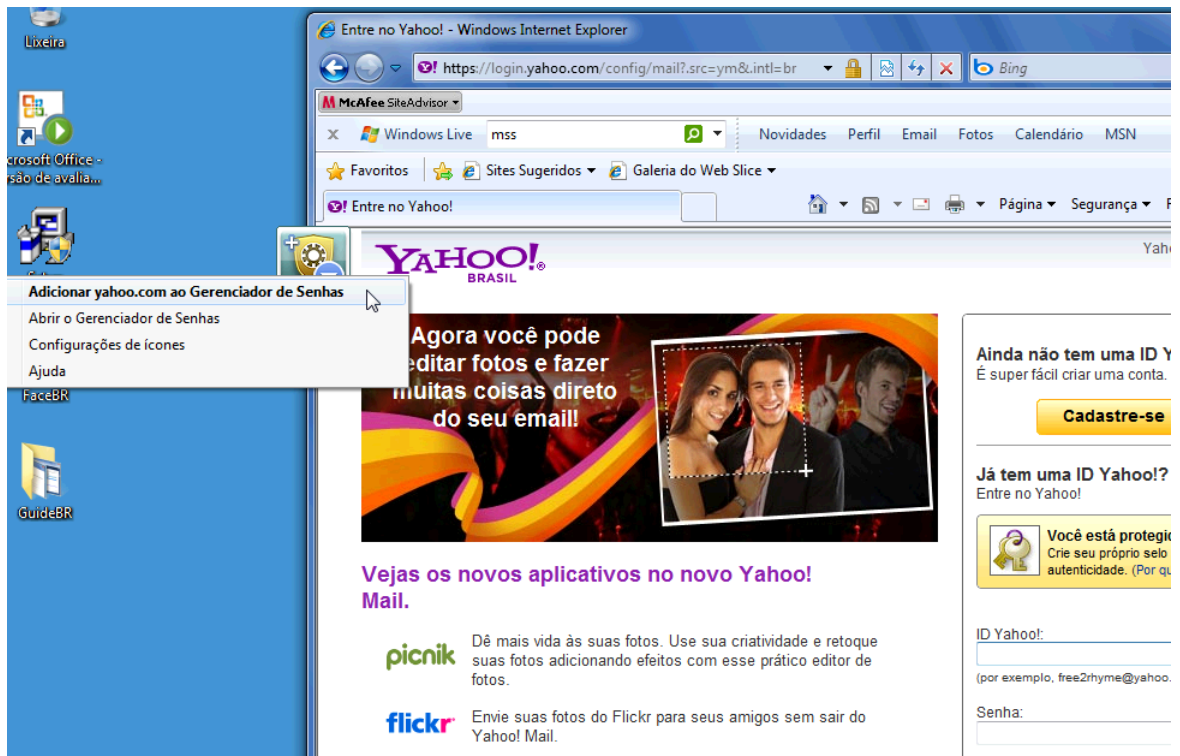 Lixeira
crosoft Office -
rsão de avalia...
FaceBR
GuideBR
Adicionar yahoo.com ao Gerenciador de Senhas
Abrir o Gerenciador de Senhas
Configurações de ícones
Ajuda
Entre no Yahoo! - Windows Internet Explorer
https://login.yahoo.com/config/mail?.src=ym&.intl=br
Bing
McAfee SiteAdvisor
Windows Live mss Novidades Perfil Email Fotos Calendário MSN
Favoritos Sites Sugeridos Galeria do Web Slice
Entre no Yahoo! Página Segurança
YAHOO!
BRASIL
Yah
Agora você pode
editar fotos e fazer
muitas coisas direto
do seu email!
Vejas os novos aplicativos no novo Yahoo!
Mail.
picnik
Dê mais vida às suas fotos. Use sua criatividade e retoque
suas fotos adicionando efeitos com esse prático editor de
fotos.
flickr
Envie suas fotos do Flickr para seus amigos sem sair do
Yahoo! Mail.
Ainda não tem uma ID Y
É super fácil criar uma conta.
Cadastre-se
Já tem uma ID Yahoo!?
Entre no Yahoo!
Você está protegi
Crie seu próprio selo
autenticidade. (Por qu
ID Yahoo!:
(por exemplo, free2rhyme@yahoo.
Senha: